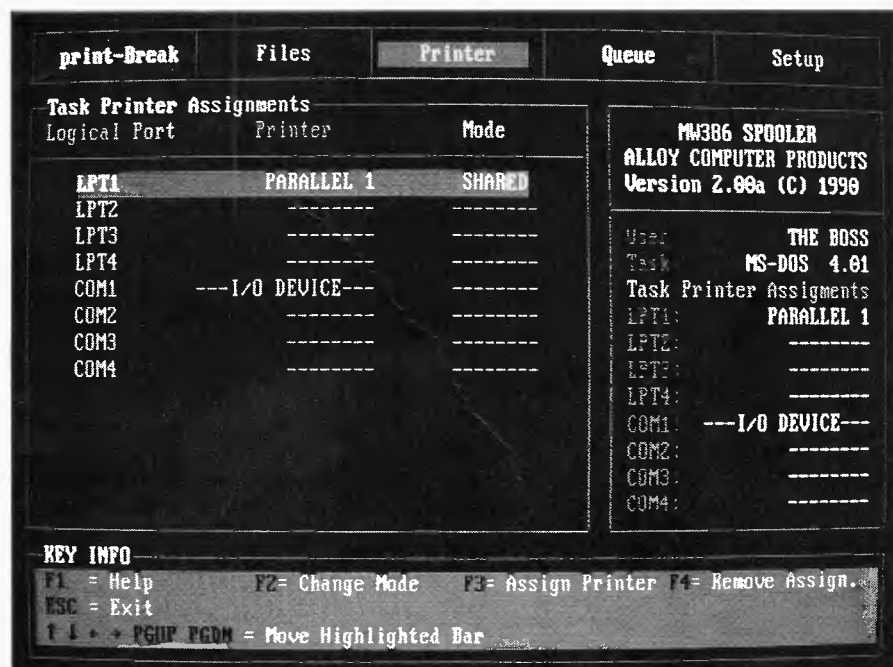 print-Break Files Printer Queue Setup
Task Printer Assignments
Logical Port Printer Mode
LPT1 PARALLEL 1 SHARED
LPT2 -------- --------
LPT3 -------- --------
LPT4 -------- --------
COM1 ---I/O DEVICE--- --------
COM2 -------- --------
COM3 -------- --------
COM4 -------- --------
MW386 SPOOLER
ALLOY COMPUTER PRODUCTS
Version 2.00a (C) 1990
User THE BOSS
Task MS-DOS 4.01
Task Printer Assigments
LPT1: PARALLEL 1
LPT2: --------
LPT3: --------
LPT4: --------
COM1: ---I/O DEVICE---
COM2: --------
COM3: --------
COM4: --------
KEY INFO
F1 = Help F2= Change Mode F3= Assign Printer F4= Remove Assign.
ESC = Exit
↑ ↓ ← → PGUP PGDN = Move Highlighted Bar